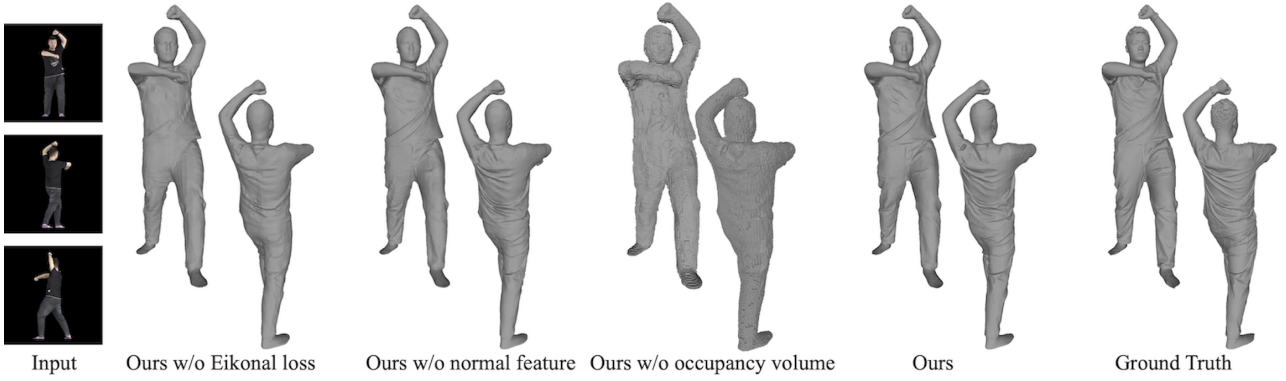 Input
Ours w/o Eikonal loss
Ours w/o normal feature
Ours w/o occupancy volume
Ours
Ground Truth